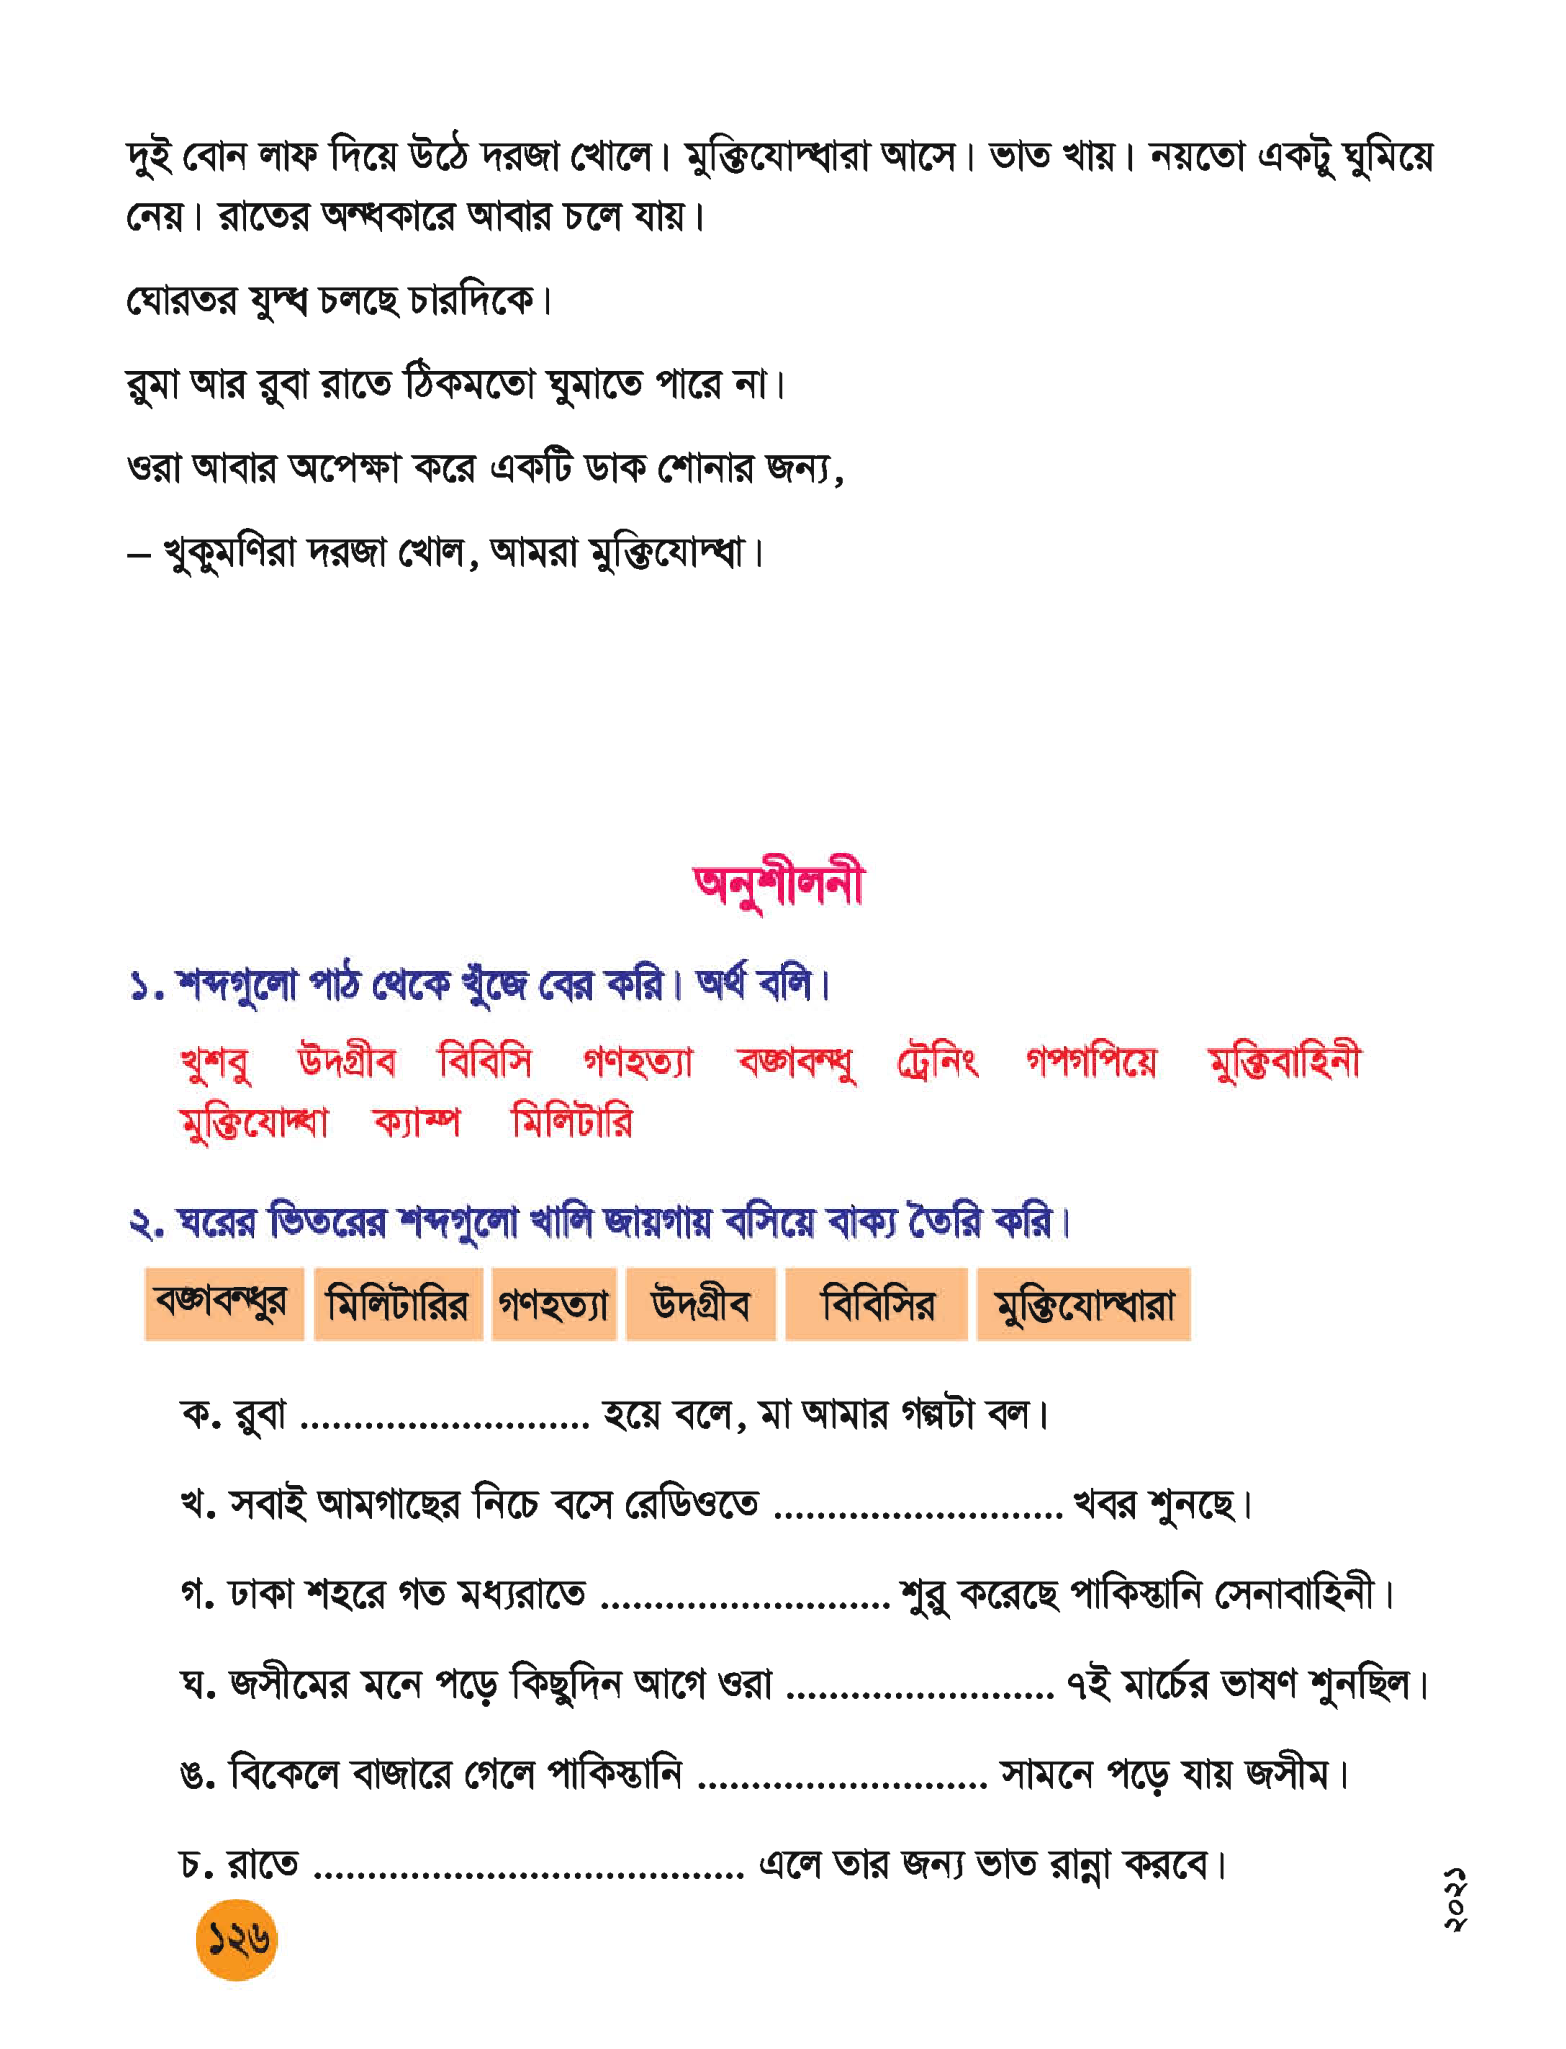 দুই বোন লাফ দিয়ে উঠে দরজা খোলে। মুক্তিযোদ্ধারা আসে। ভাত খায়। নয়তো একটু ঘুমিয়ে
নেয়। রাতের অন্ধকারে আবার চলে যায়।
ঘোরতর যুদ্ধ চলছে চারদিকে।
রুমা আর রুবা রাতে ঠিকমতো ঘুমাতে পারে না।
ওরা আবার অপেক্ষা করে একটি ডাক শোনার জন্য,
– খুকুমণিরা দরজা খোল, আমরা মুক্তিযোদ্ধা।
অনুশীলনী
১. শব্দগুলো পাঠ থেকে খুঁজে বের করি। অর্থ বলি।
খুশবু উদগ্রীব বিবিসি গণহত্যা বঙ্গবন্ধু ট্রেনিং গপগপিয়ে মুক্তিবাহিনী
মুক্তিযোদ্ধা ক্যাম্প মিলিটারি
২. ঘরের ভিতরের শব্দগুলো খালি জায়গায় বসিয়ে বাক্য তৈরি করি।
বঙ্গবন্ধুর মিলিটারির গণহত্যা উদগ্রীব বিবিসির মুক্তিযোদ্ধারা
ক. রুবা ........................... হয়ে বলে, মা আমার গল্পটা বল।
খ. সবাই আমগাছের নিচে বসে রেডিওতে ........................... খবর শুনছে।
গ. ঢাকা শহরে গত মধ্যরাতে ........................... শুরু করেছে পাকিস্তানি সেনাবাহিনী।
ঘ. জসীমের মনে পড়ে কিছুদিন আগে ওরা ......................... ৭ই মার্চের ভাষণ শুনছিল।
ঙ. বিকেলে বাজারে গেলে পাকিস্তানি ........................... সামনে পড়ে যায় জসীম।
চ. রাতে ........................................ এলে তার জন্য ভাত রান্না করবে।
১২৬
২০২১